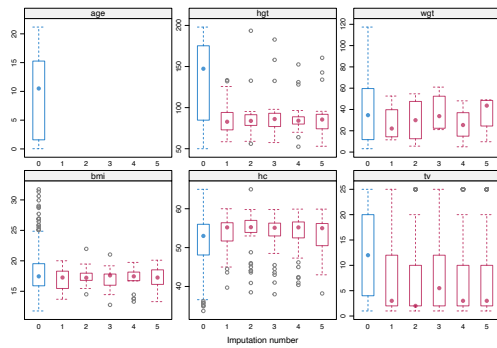 age hgt wgt
0 5 10 15 20
50 100 150 200
0 20 40 60 80 100 120
0 1 2 3 4 5 0 1 2 3 4 5 0 1 2 3 4 5
bmi hc tv
15 20 25 30
40 50 60
0 5 10 15 20 25
0 1 2 3 4 5 0 1 2 3 4 5 0 1 2 3 4 5
Imputation number